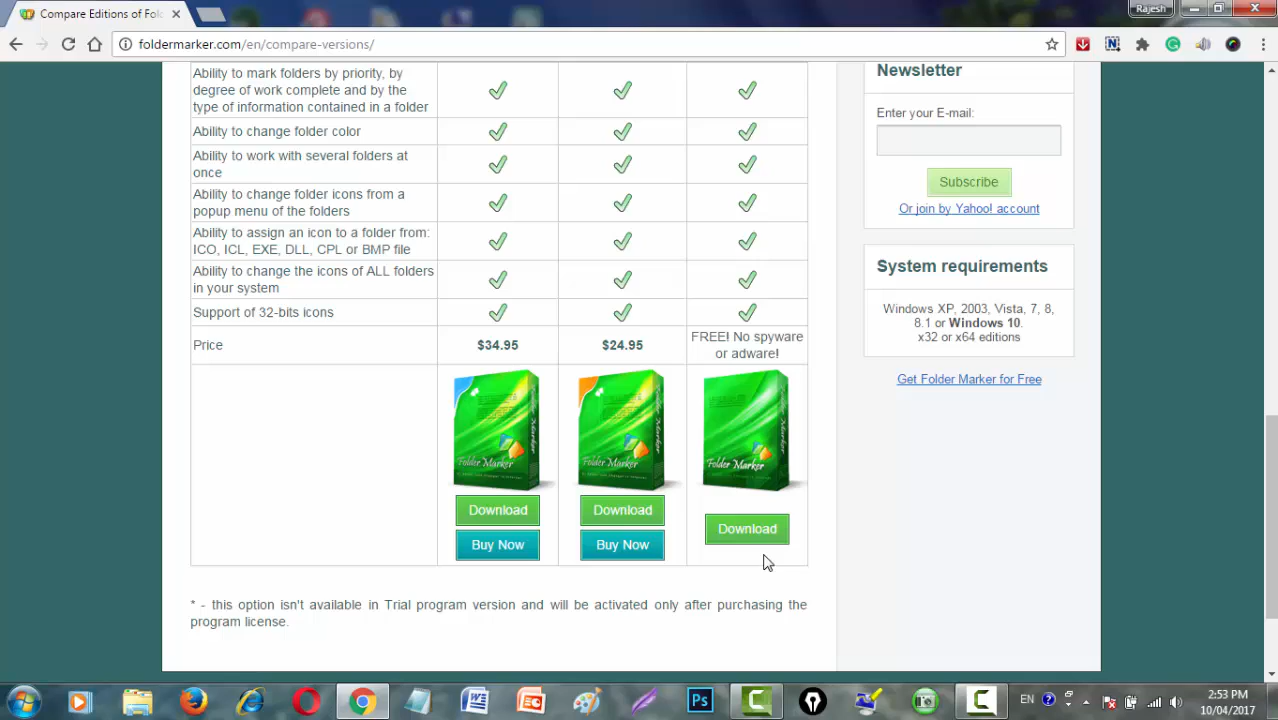 Compare Editions of Fol
Rajesh
foldermarker.com/en/compare-versions/
Ability to mark folders by priority, by
degree of work complete and by the
type of information contained in a folder
Ability to change folder color
Ability to work with several folders at
once
Ability to change folder icons from a
popup menu of the folders
Ability to assign an icon to a folder from:
ICO, ICL, EXE, DLL, CPL or BMP file
Ability to change the icons of ALL folders
in your system
Support of 32-bits icons
Price
$34.95
$24.95
FREE! No spyware
or adware!
Folder Marker
Folder Marker
Folder Marker
Download
Download
Download
Buy Now
Buy Now
* - this option isn't available in Trial program version and will be activated only after purchasing the
program license.
Newsletter
Enter your E-mail:
Subscribe
Or join by Yahoo! account
System requirements
Windows XP, 2003, Vista, 7, 8,
8.1 or Windows 10.
x32 or x64 editions
Get Folder Marker for Free
Ps
EN
2:53 PM
10/04/2017